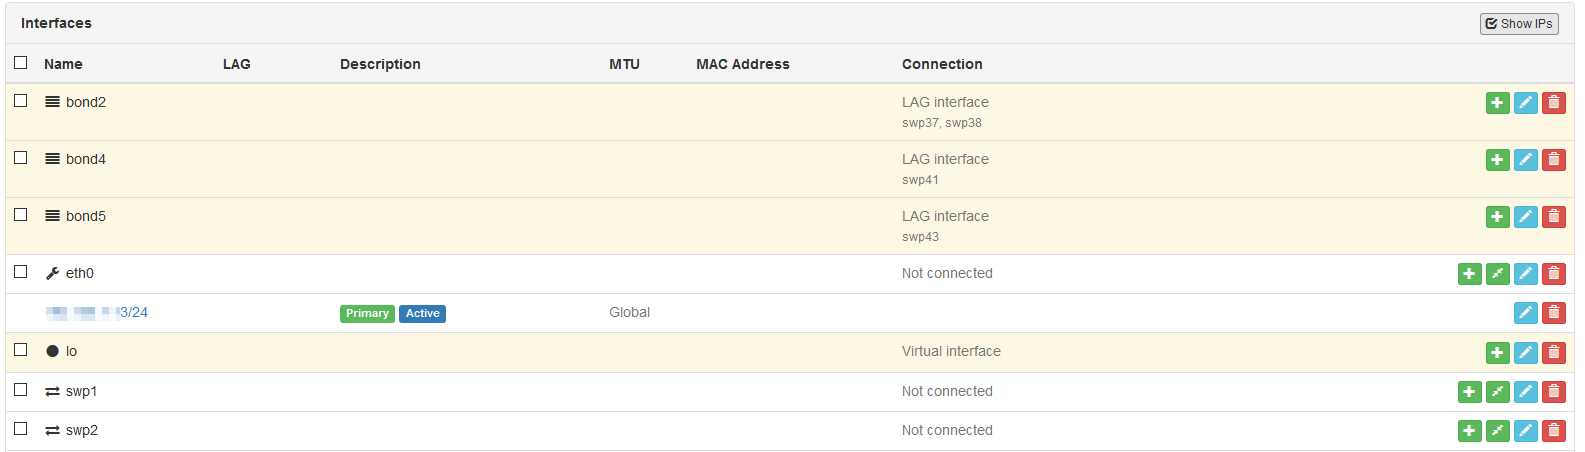 Interfaces Show IPs
Name LAG Description MTU MAC Address Connection
bond2 LAG interface
swp37, swp38
bond4 LAG interface
swp41
bond5 LAG interface
swp43
eth0 Not connected
3/24 Primary Active Global
lo Virtual interface
swp1 Not connected
swp2 Not connected